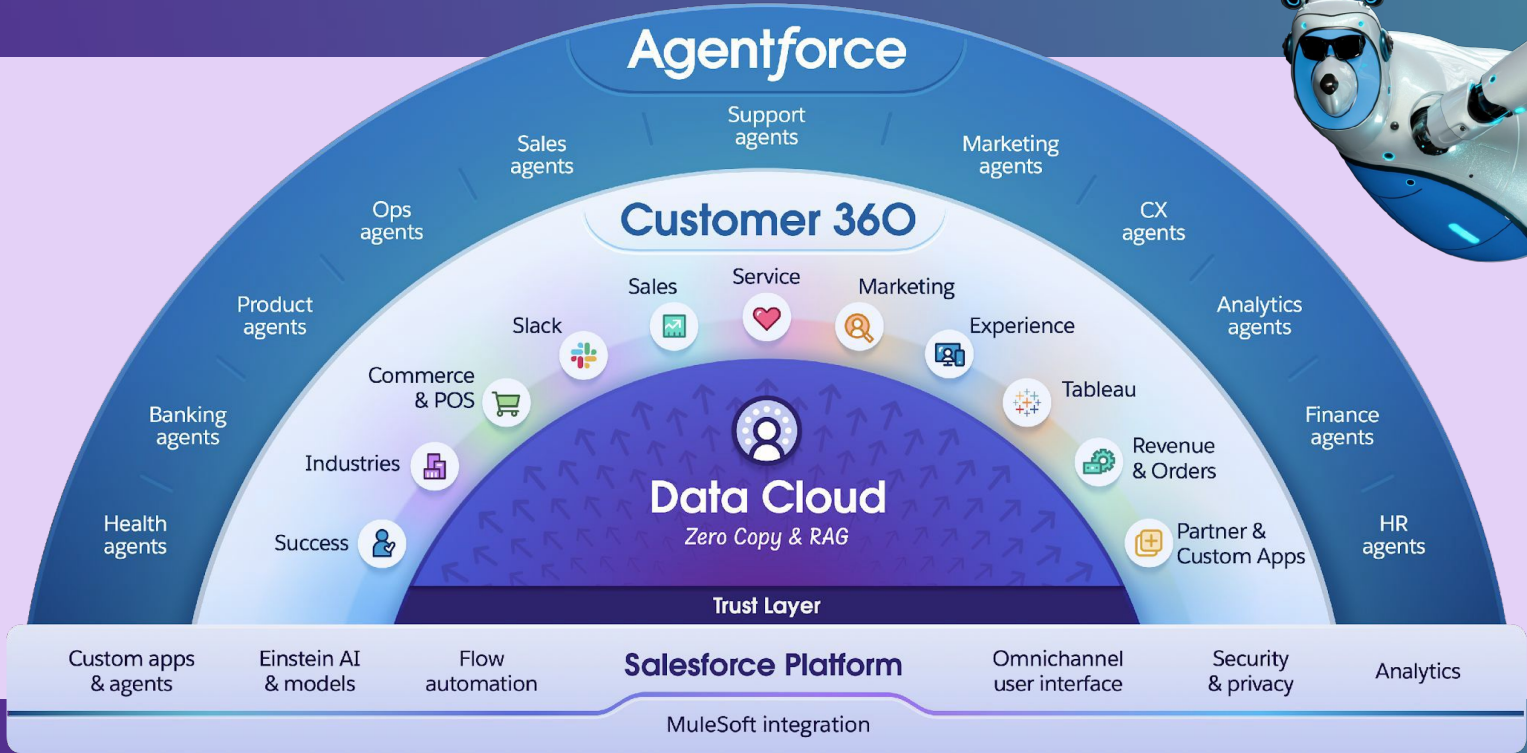 Agentforce
Support
agents
Sales
agents
Marketing
agents
Ops
agents
CX
agents
Product
agents
Analytics
agents
Banking
agents
Finance
agents
Health
agents
HR
agents
Customer 360
Service
Sales
Marketing
Slack
Experience
Commerce
& POS
Tableau
Industries
Revenue
& Orders
Success
Partner &
Custom Apps
Data Cloud
Zero Copy & RAG
Trust Layer
Custom apps
& agents
Einstein AI
& models
Flow
automation
Salesforce Platform
Omnichannel
user interface
Security
& privacy
Analytics
MuleSoft integration